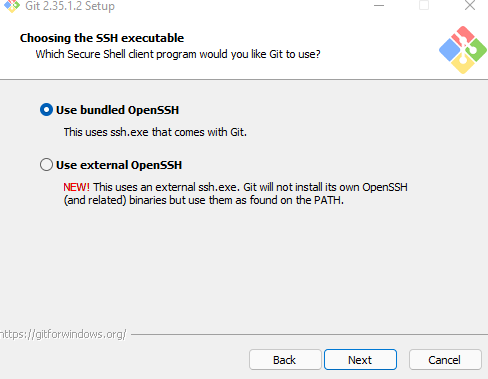 Git 2.35.1.2 Setup
Choosing the SSH executable
Which Secure Shell client program would you like Git to use?
Use bundled OpenSSH
This uses ssh.exe that comes with Git.
Use external OpenSSH
NEW! This uses an external ssh.exe. Git will not install its own OpenSSH
(and related) binaries but use them as found on the PATH.
https://gitforwindows.org/
Back Next Cancel